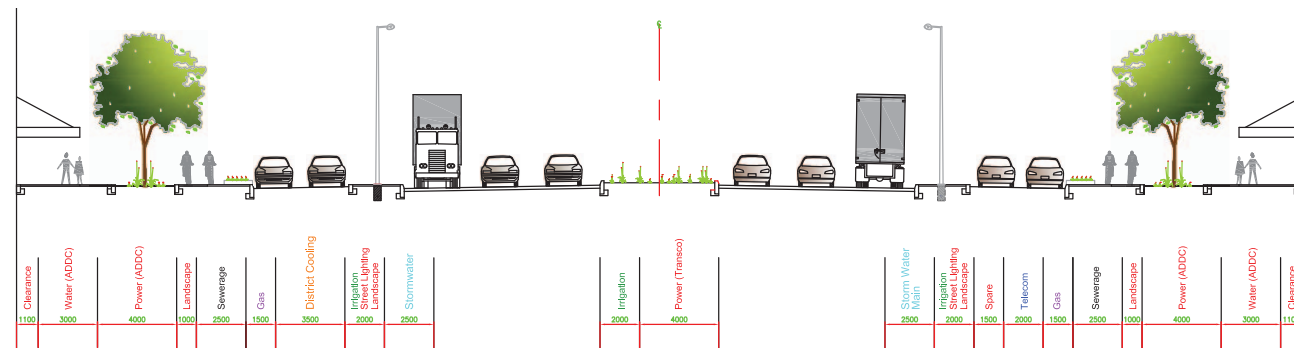 Clearance
Water (ADDC)
Power (ADDC)
Landscape
Sewerage
Gas
District Cooling
Irrigation
Street Lighting
Landscape
Stormwater
Irrigation
Power (Transco)
Storm Water
Main
Irrigation
Street Lighting
Landscape
Spare
Telecom
Gas
Sewerage
Landscape
Power (ADDC)
Water (ADDC)
Clearance
1100 3000 4000 1000 2500 1500 3500 2000 2500 2000 4000 2500 2000 1500 2000 1500 2500 1000 4000 3000 110